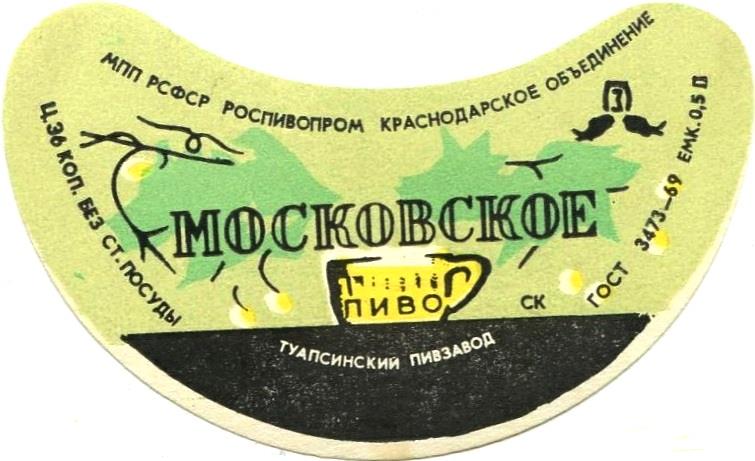 МПП РСФСР РОСПИВОПРОМ КРАСНОДАРСКОЕ ОБЪЕДИНЕНИЕ
Ц.36 КОП. БЕЗ СТ. ПОСУДЫ
МОСКОВСКОЕ
ПИВО
СК
ГОСТ 3473-69 ЕМК. 0,5 Л
ТУАПСИНСКИЙ ПИВЗАВОД